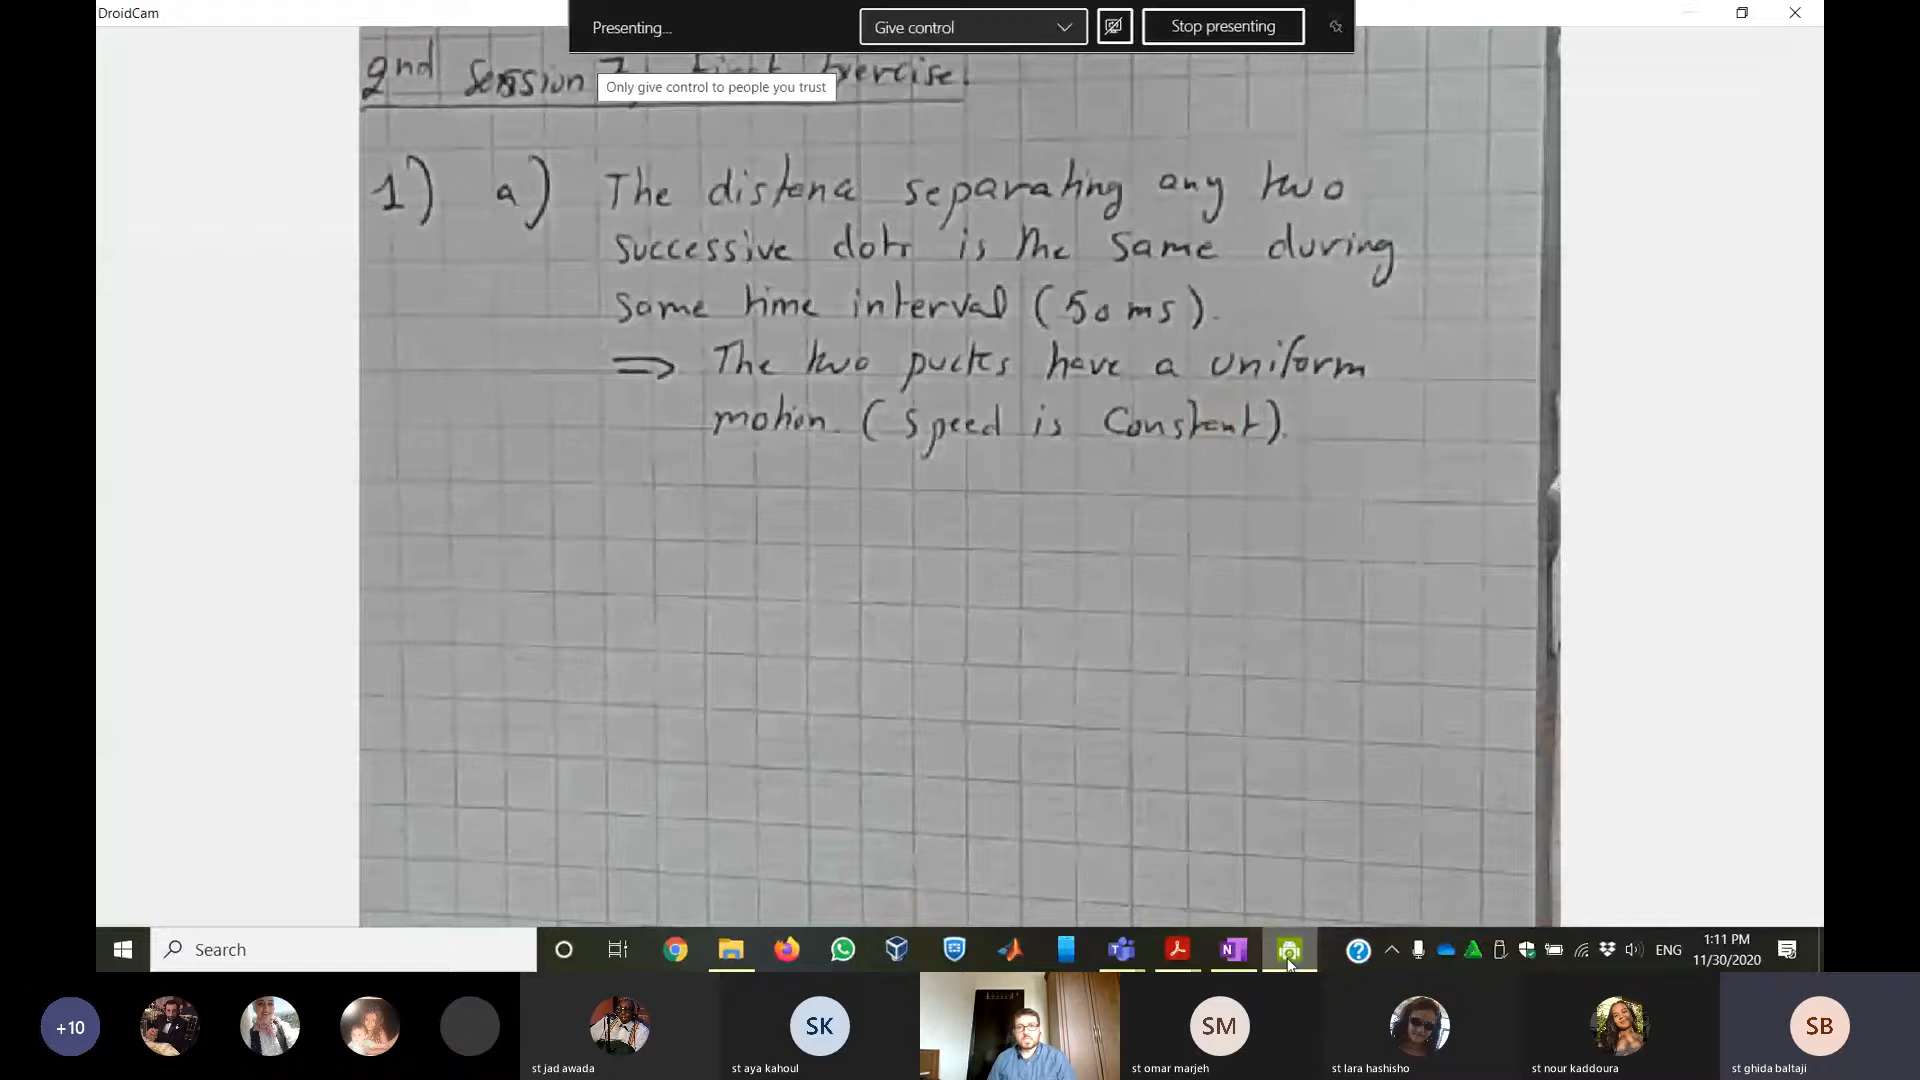 DroidCam
Presenting...
Give control
Stop presenting
2nd Session
exercise.
Only give control to people you trust
1) a) The distance separating any two
successive dots is the same during
same time interval (50 ms).
⇒ The two pucks have a uniform
motion. (speed is constant).
Search
ENG
1:11 PM
11/30/2020
+10
SK
SM
SB
st jad awada
st aya kahoul
st omar marjeh
st lara hashisho
st nour kaddoura
st ghida baltaji